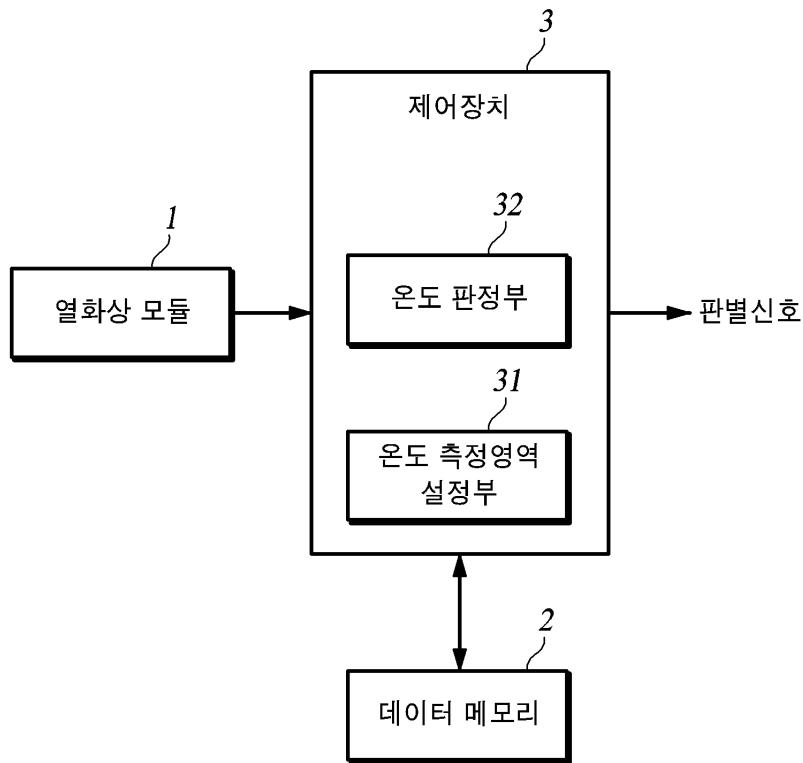 3
제어장치
1
열화상 모듈
32
온도 판정부
판별신호
31
온도 측정영역
설정부
2
데이터 메모리